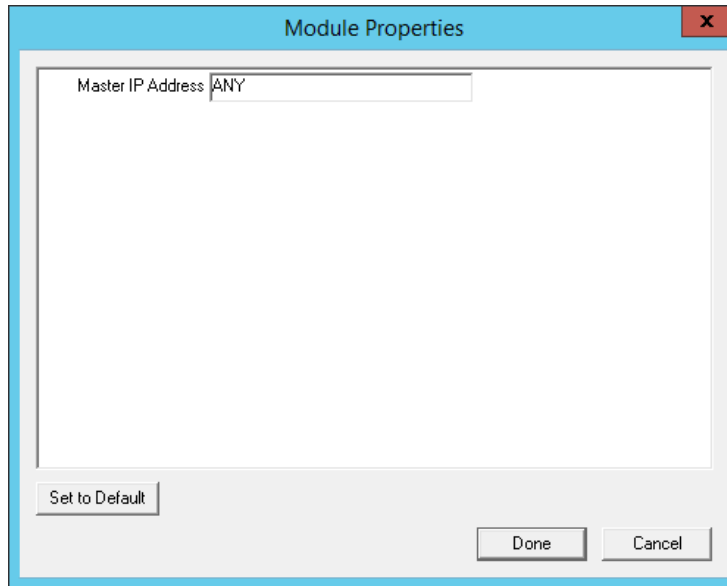 Module Properties
x
Master IP Address ANY
Set to Default
Done Cancel